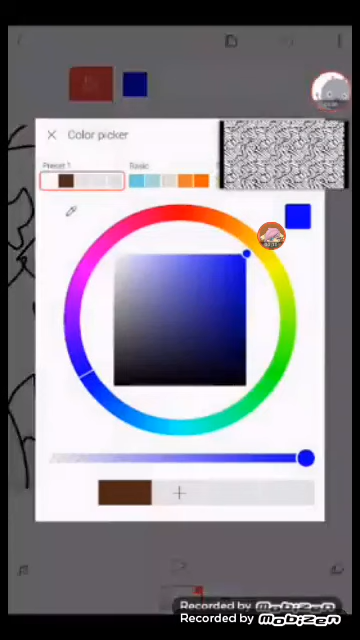 Color picker
Preset 1
Basic
Recorded by MOBIZEN
Recorded by MOBIZEN